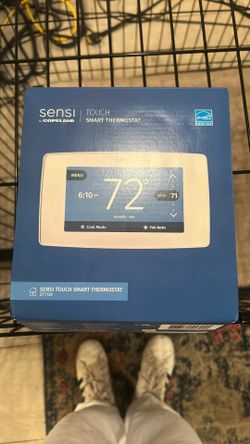 sensi
BY COPELAND
TOUCH
SMART THERMOSTAT
MENU
6:10 PM
72°
71
Cool Mode
Fan Auto
SENSI TOUCH SMART THERMOSTAT